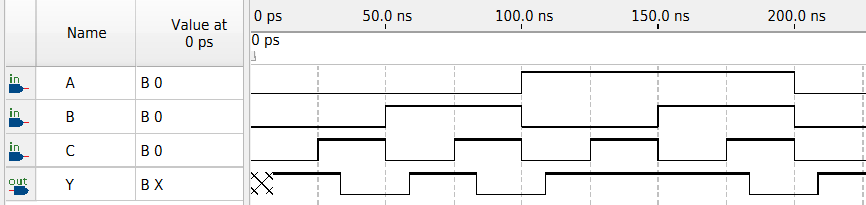 Name
Value at
0 ps
0 ps
50.0 ns
100.0 ns
150.0 ns
200.0 ns
0 ps
in
A
B 0
in
B
B 0
in
C
B 0
out
Y
B X